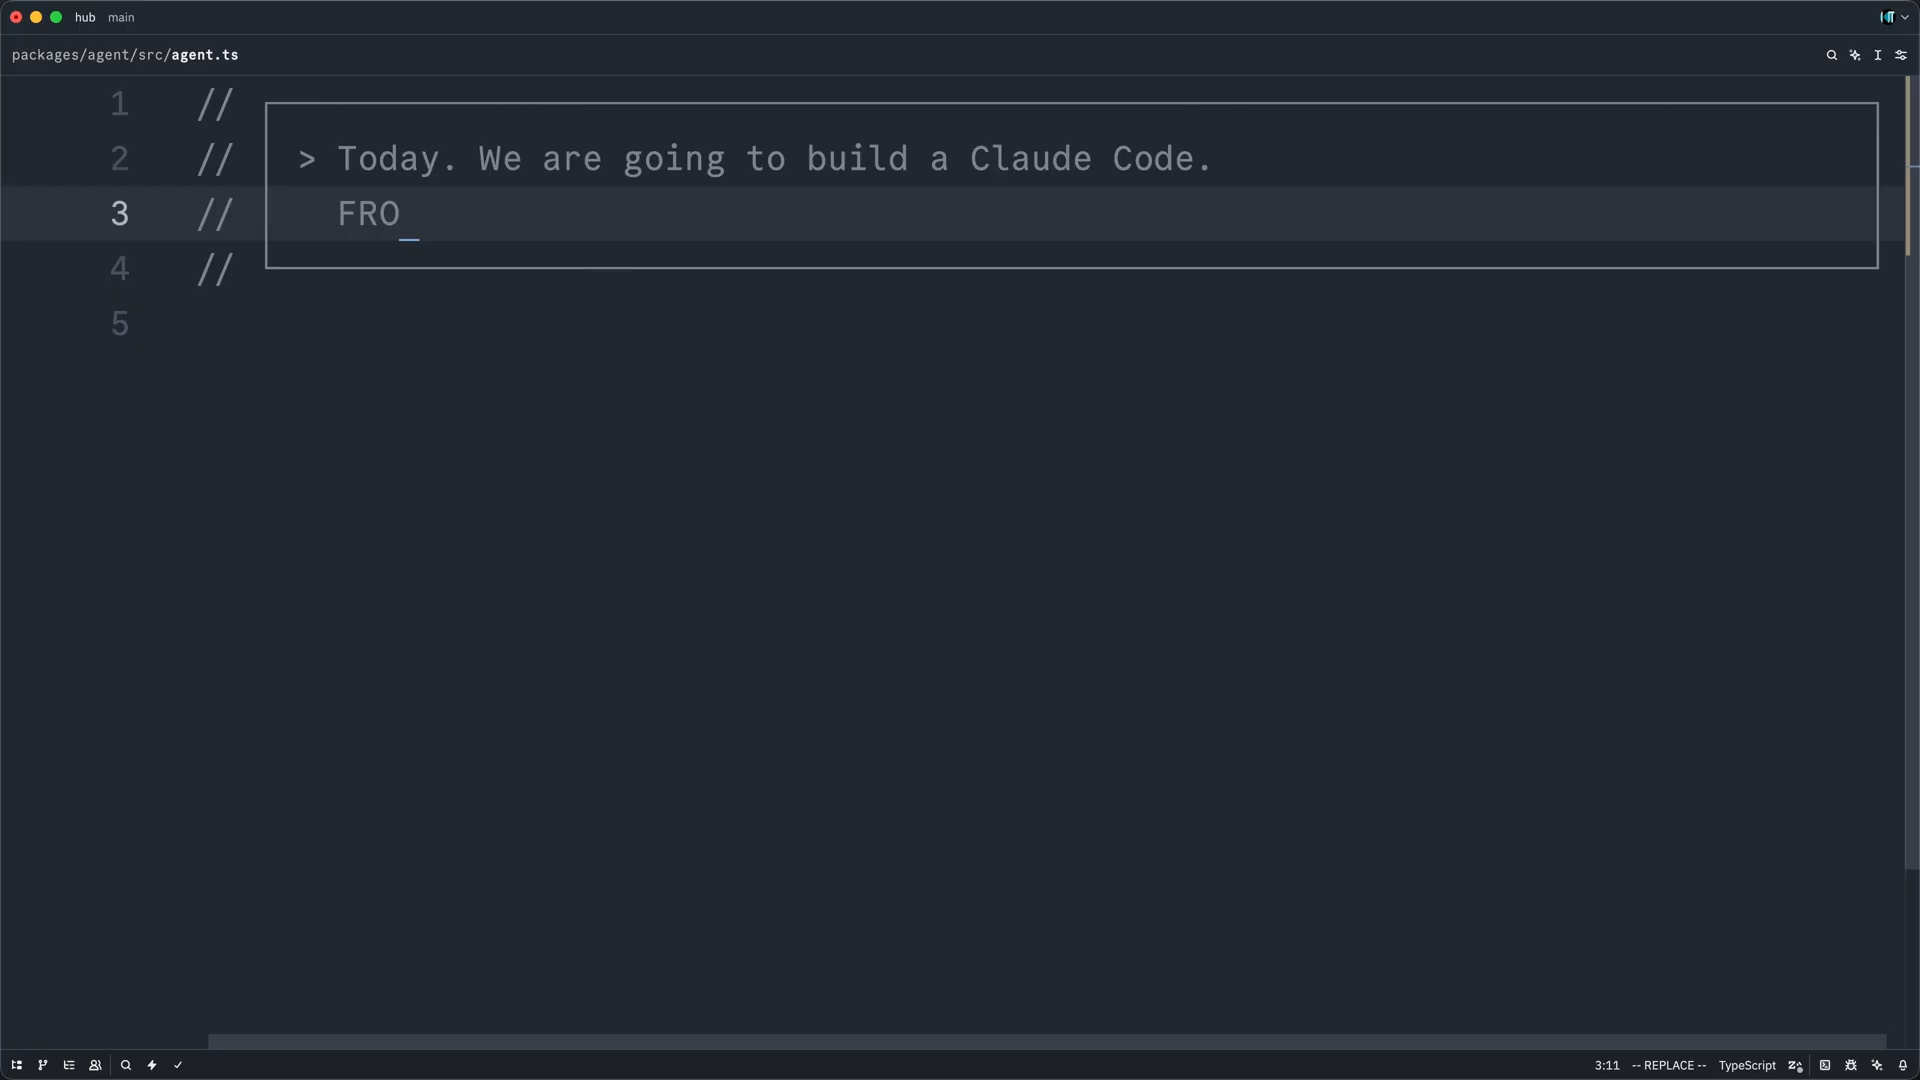 hub main
packages/agent/src/agent.ts
1 //
2 // > Today. We are going to build a Claude Code.
3 // FRO_
4 //
5
3:11 -- REPLACE -- TypeScript